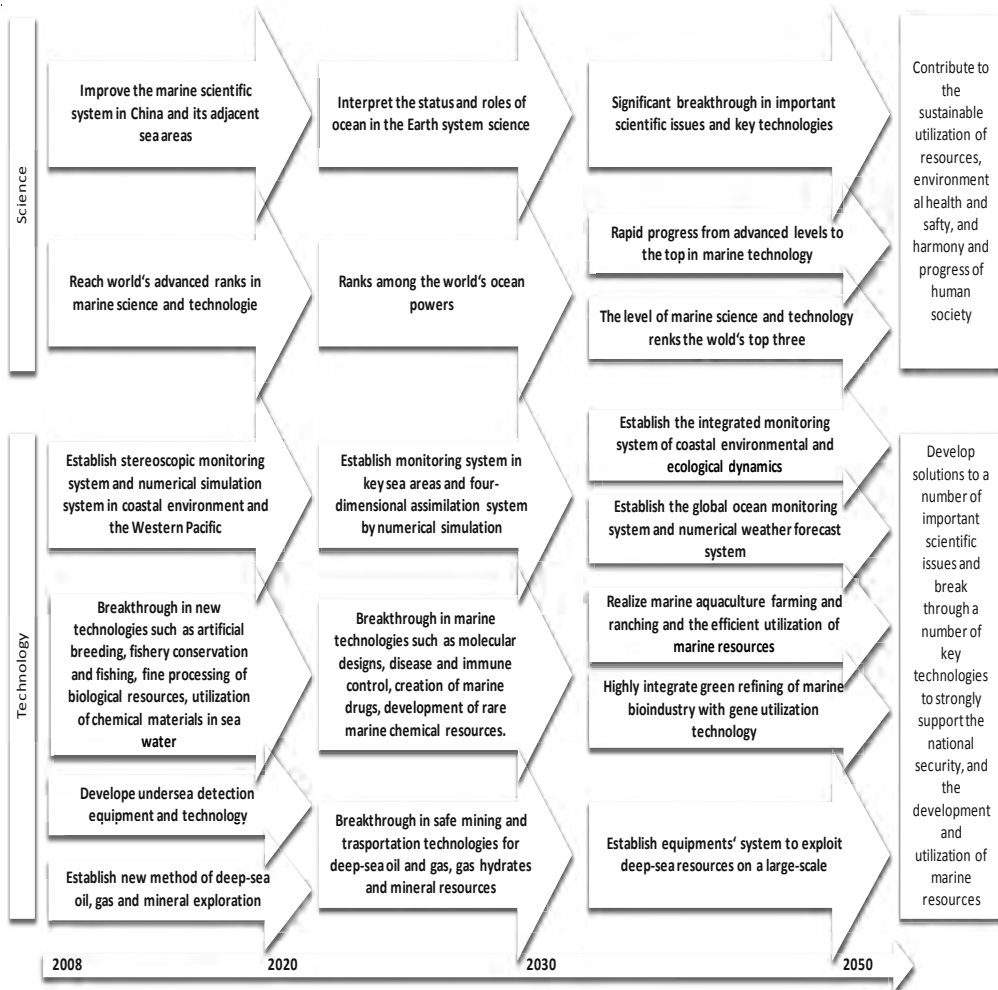 Science
Improve the marine scientific
system in China and its adjacent
sea areas
Interpret the status and roles of
ocean in the Earth system science
Significant breakthrough in important
scientific issues and key technologies
Reach world‘s advanced ranks in
marine science and technologie
Ranks among the world‘s ocean
powers
Rapid progress from advanced levels to
the top in marine technology
The level of marine science and technology
renks the wold‘s top three
Contribute to
the
sustainable
utilization of
resources,
environment
al health and
safty, and
harmony and
progress of
human
society
Technology
Establish stereoscopic monitoring
system and numerical simulation
system in coastal environment and
the Western Pacific
Establish monitoring system in
key sea areas and four-
dimensional assimilation system
by numerical simulation
Establish the integrated monitoring
system of coastal environmental and
ecological dynamics
Establish the global ocean monitoring
system and numerical weather forecast
system
Breakthrough in new
technologies such as artificial
breeding, fishery conservation
and fishing, fine processing of
biological resources, utilization
of chemical materials in sea
water
Breakthrough in marine
technologies such as molecular
designs, disease and immune
control, creation of marine
drugs, development of rare
marine chemical resources.
Realize marine aquaculture farming and
ranching and the efficient utilization of
marine resources
Highly integrate green refining of marine
bioindustry with gene utilization
technology
Develope undersea detection
equipment and technology
Establish new method of deep-sea
oil, gas and mineral exploration
Breakthrough in safe mining and
trasportation technologies for
deep-sea oil and gas, gas hydrates
and mineral resources
Establish equipments‘ system to exploit
deep-sea resources on a large-scale
Develop
solutions to a
number of
important
scientific
issues and
break
through a
number of
key
technologies
to strongly
support the
national
security, and
the
development
and
utilization of
marine
resources
2008 2020 2030 2050